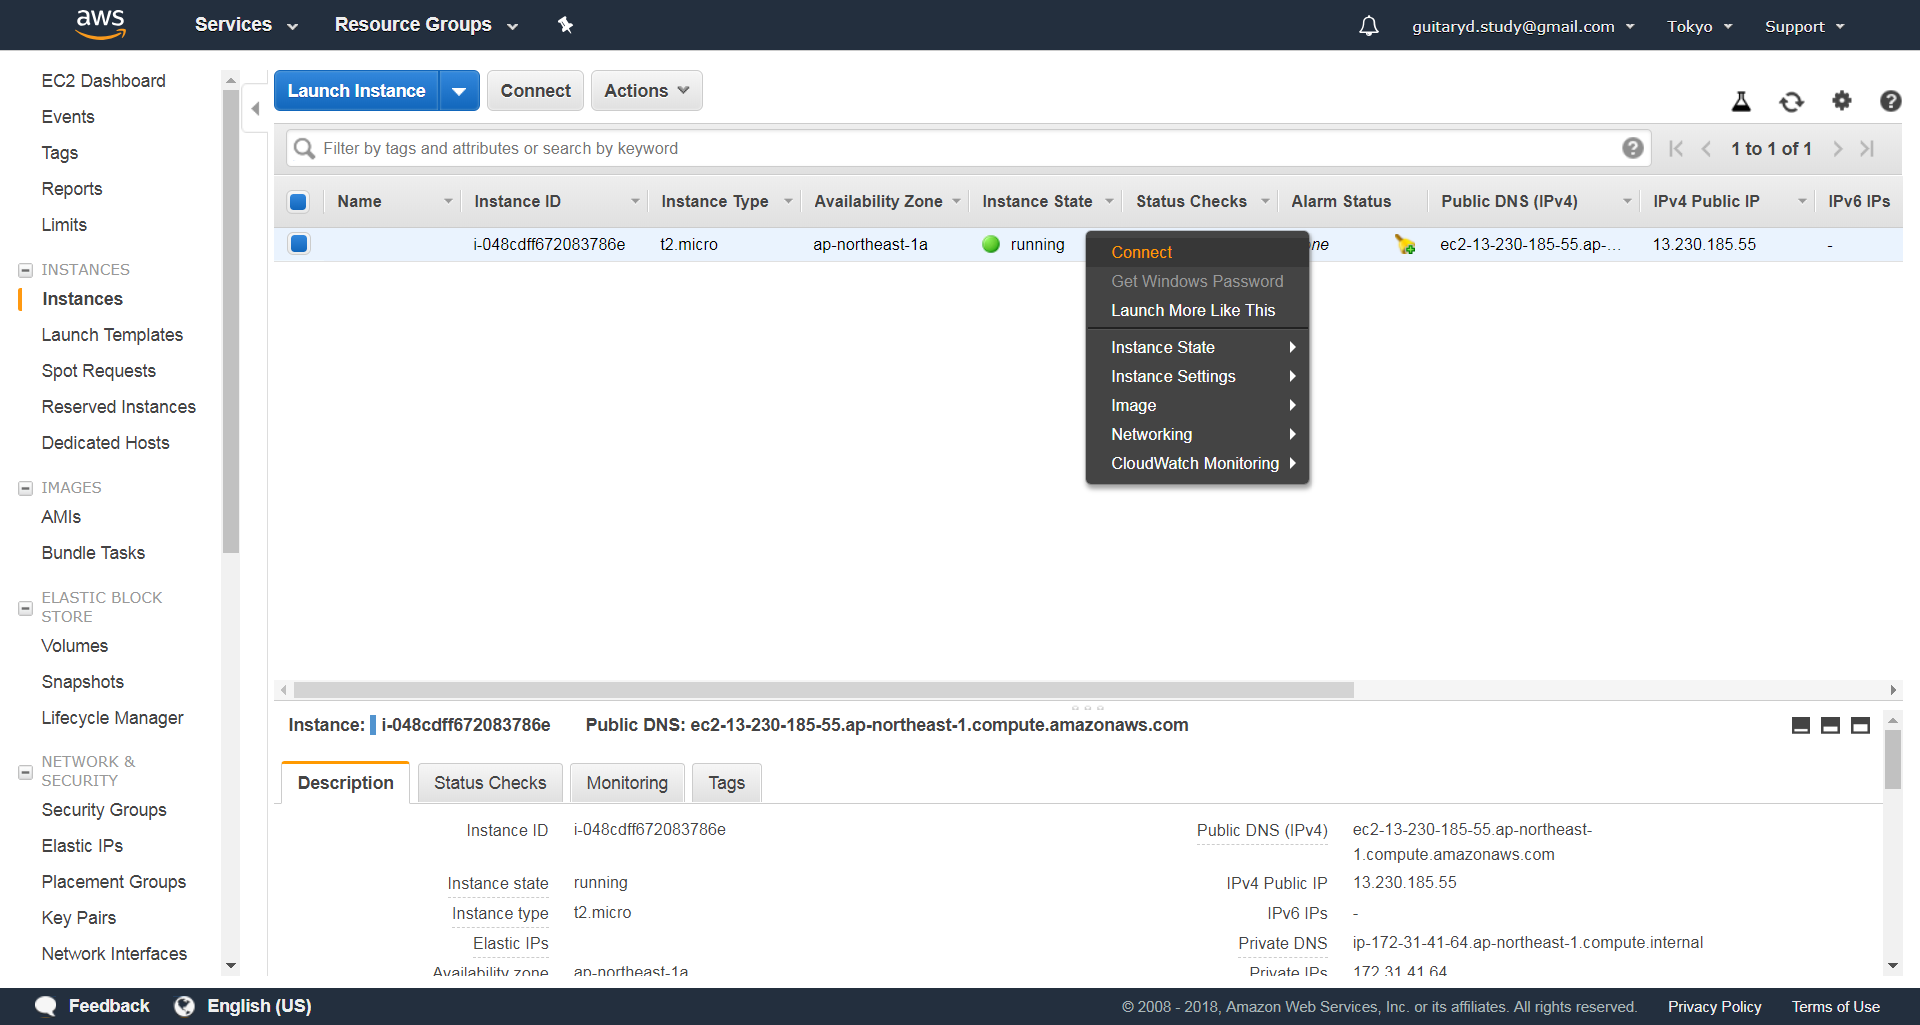 aws Services Resource Groups guitaryd.study@gmail.com Tokyo Support
EC2 Dashboard
Events
Tags
Reports
Limits
INSTANCES
Instances
Launch Templates
Spot Requests
Reserved Instances
Dedicated Hosts
IMAGES
AMIs
Bundle Tasks
ELASTIC BLOCK
STORE
Volumes
Snapshots
Lifecycle Manager
NETWORK &
SECURITY
Security Groups
Elastic IPs
Placement Groups
Key Pairs
Network Interfaces
Launch Instance Connect Actions
Filter by tags and attributes or search by keyword 1 to 1 of 1
Name Instance ID Instance Type Availability Zone Instance State Status Checks Alarm Status Public DNS (IPv4) IPv4 Public IP IPv6 IPs
i-048cdff672083786e t2.micro ap-northeast-1a running ne ec2-13-230-185-55.ap-... 13.230.185.55 -
Connect
Get Windows Password
Launch More Like This
Instance State
Instance Settings
Image
Networking
CloudWatch Monitoring
Instance: i-048cdff672083786e Public DNS: ec2-13-230-185-55.ap-northeast-1.compute.amazonaws.com
Description Status Checks Monitoring Tags
Instance ID i-048cdff672083786e
Instance state running
Instance type t2.micro
Elastic IPs
Availability zone ap-northeast-1a
Public DNS (IPv4) ec2-13-230-185-55.ap-northeast-
1.compute.amazonaws.com
IPv4 Public IP 13.230.185.55
IPv6 IPs -
Private DNS ip-172-31-41-64.ap-northeast-1.compute.internal
Private IPs 172.31.41.64
Feedback English (US) © 2008 - 2018, Amazon Web Services, Inc. or its affiliates. All rights reserved. Privacy Policy Terms of Use